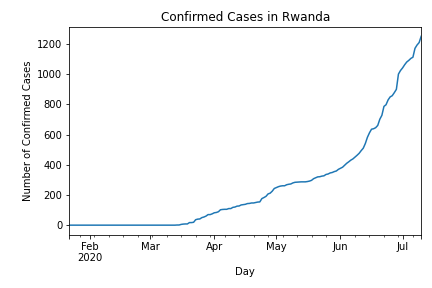 Confirmed Cases in Rwanda
Number of Confirmed Cases
1200
1000
800
600
400
200
0
Feb Mar Apr May Jun Jul
2020
Day